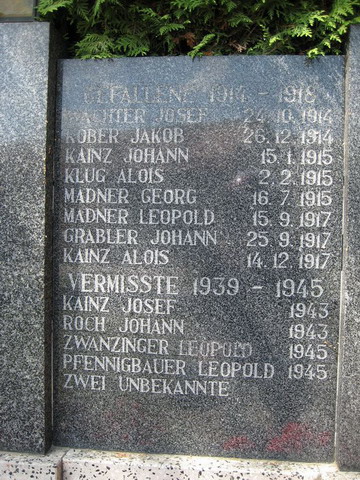 GEFALLENE 1914 - 1918
WACHTER JOSEF 24.10.1914
KOBER JAKOB 26.12.1914
KAINZ JOHANN 15.1.1915
KLUG ALOIS 2.2.1915
MADNER GEORG 16.7.1915
MADNER LEOPOLD 15.9.1917
GRABLER JOHANN 25.9.1917
KAINZ ALOIS 14.12.1917
VERMISSTE 1939 - 1945
KAINZ JOSEF 1943
ROCH JOHANN 1943
ZWANZINGER LEOPOLD 1945
PFENNIGBAUER LEOPOLD 1945
ZWEI UNBEKANNTE